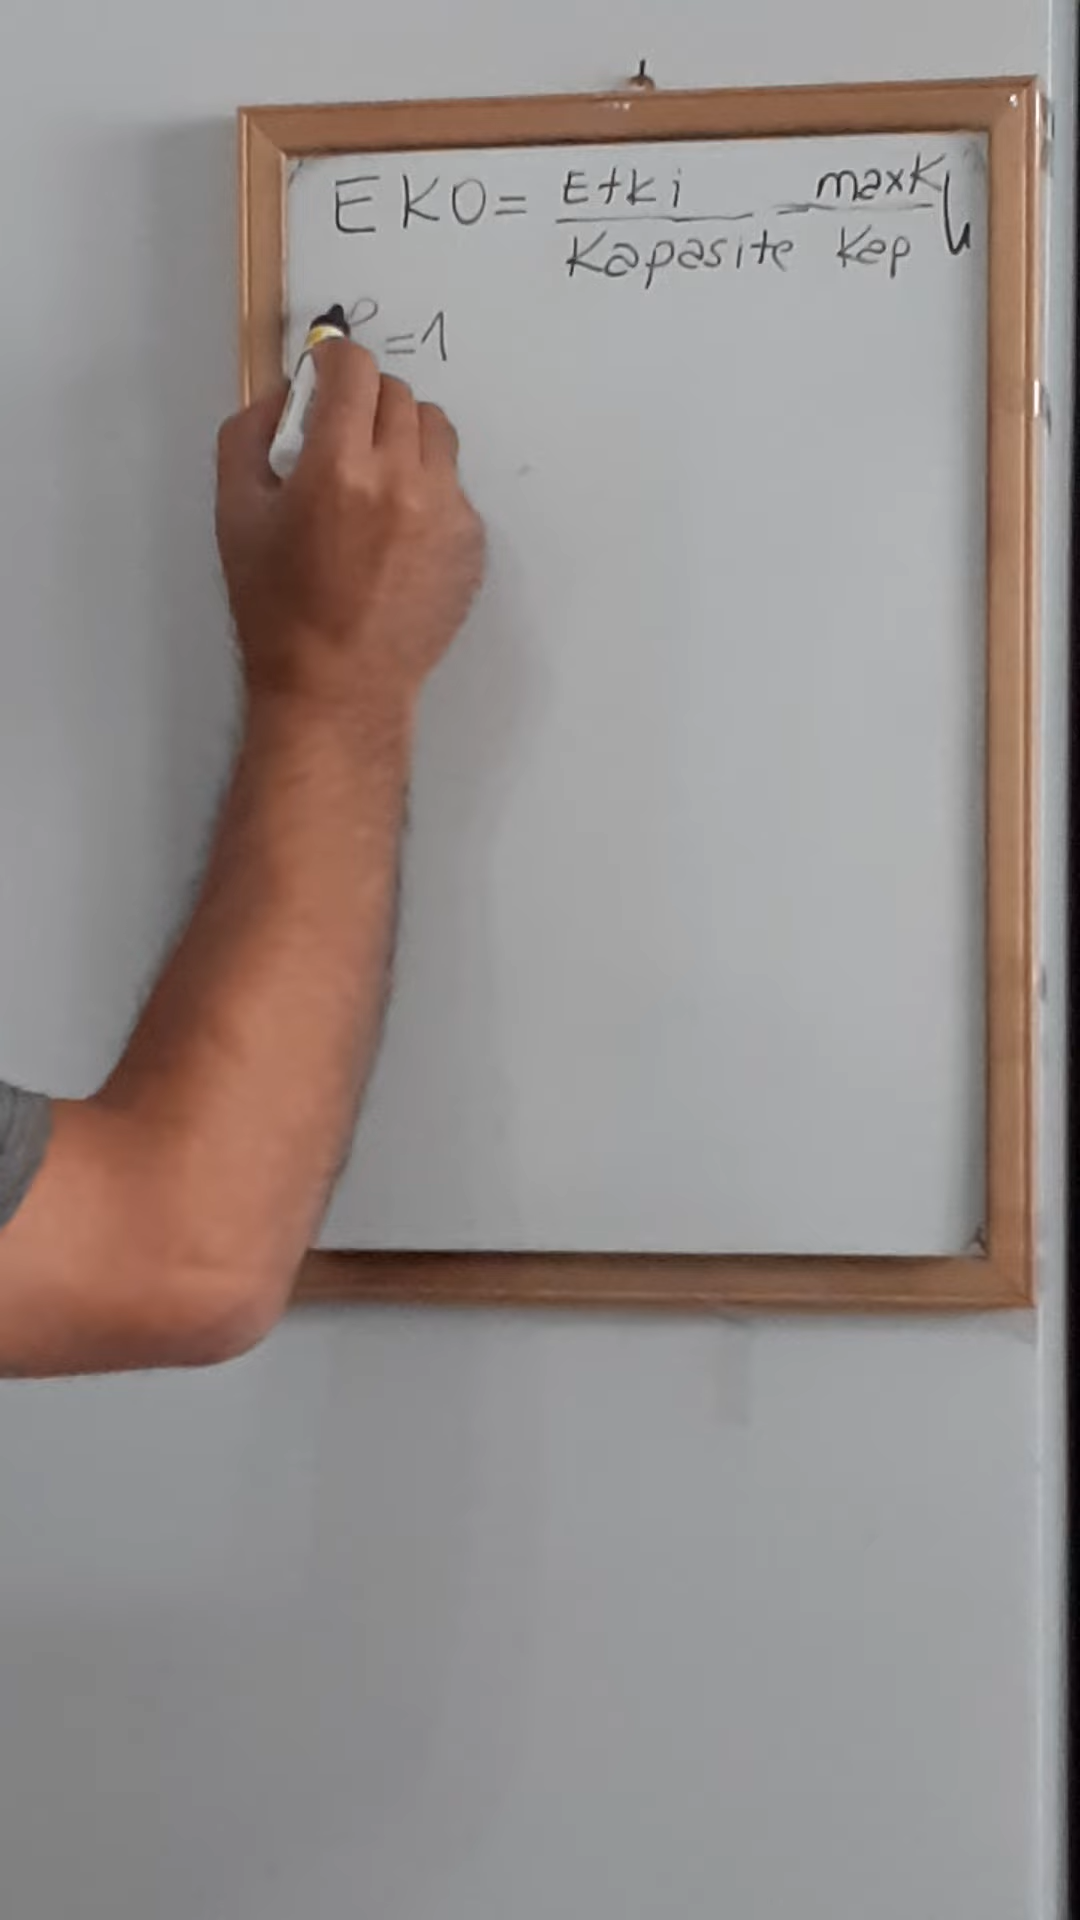 EKO = Etki / Kapasite maxK / Kap
=1